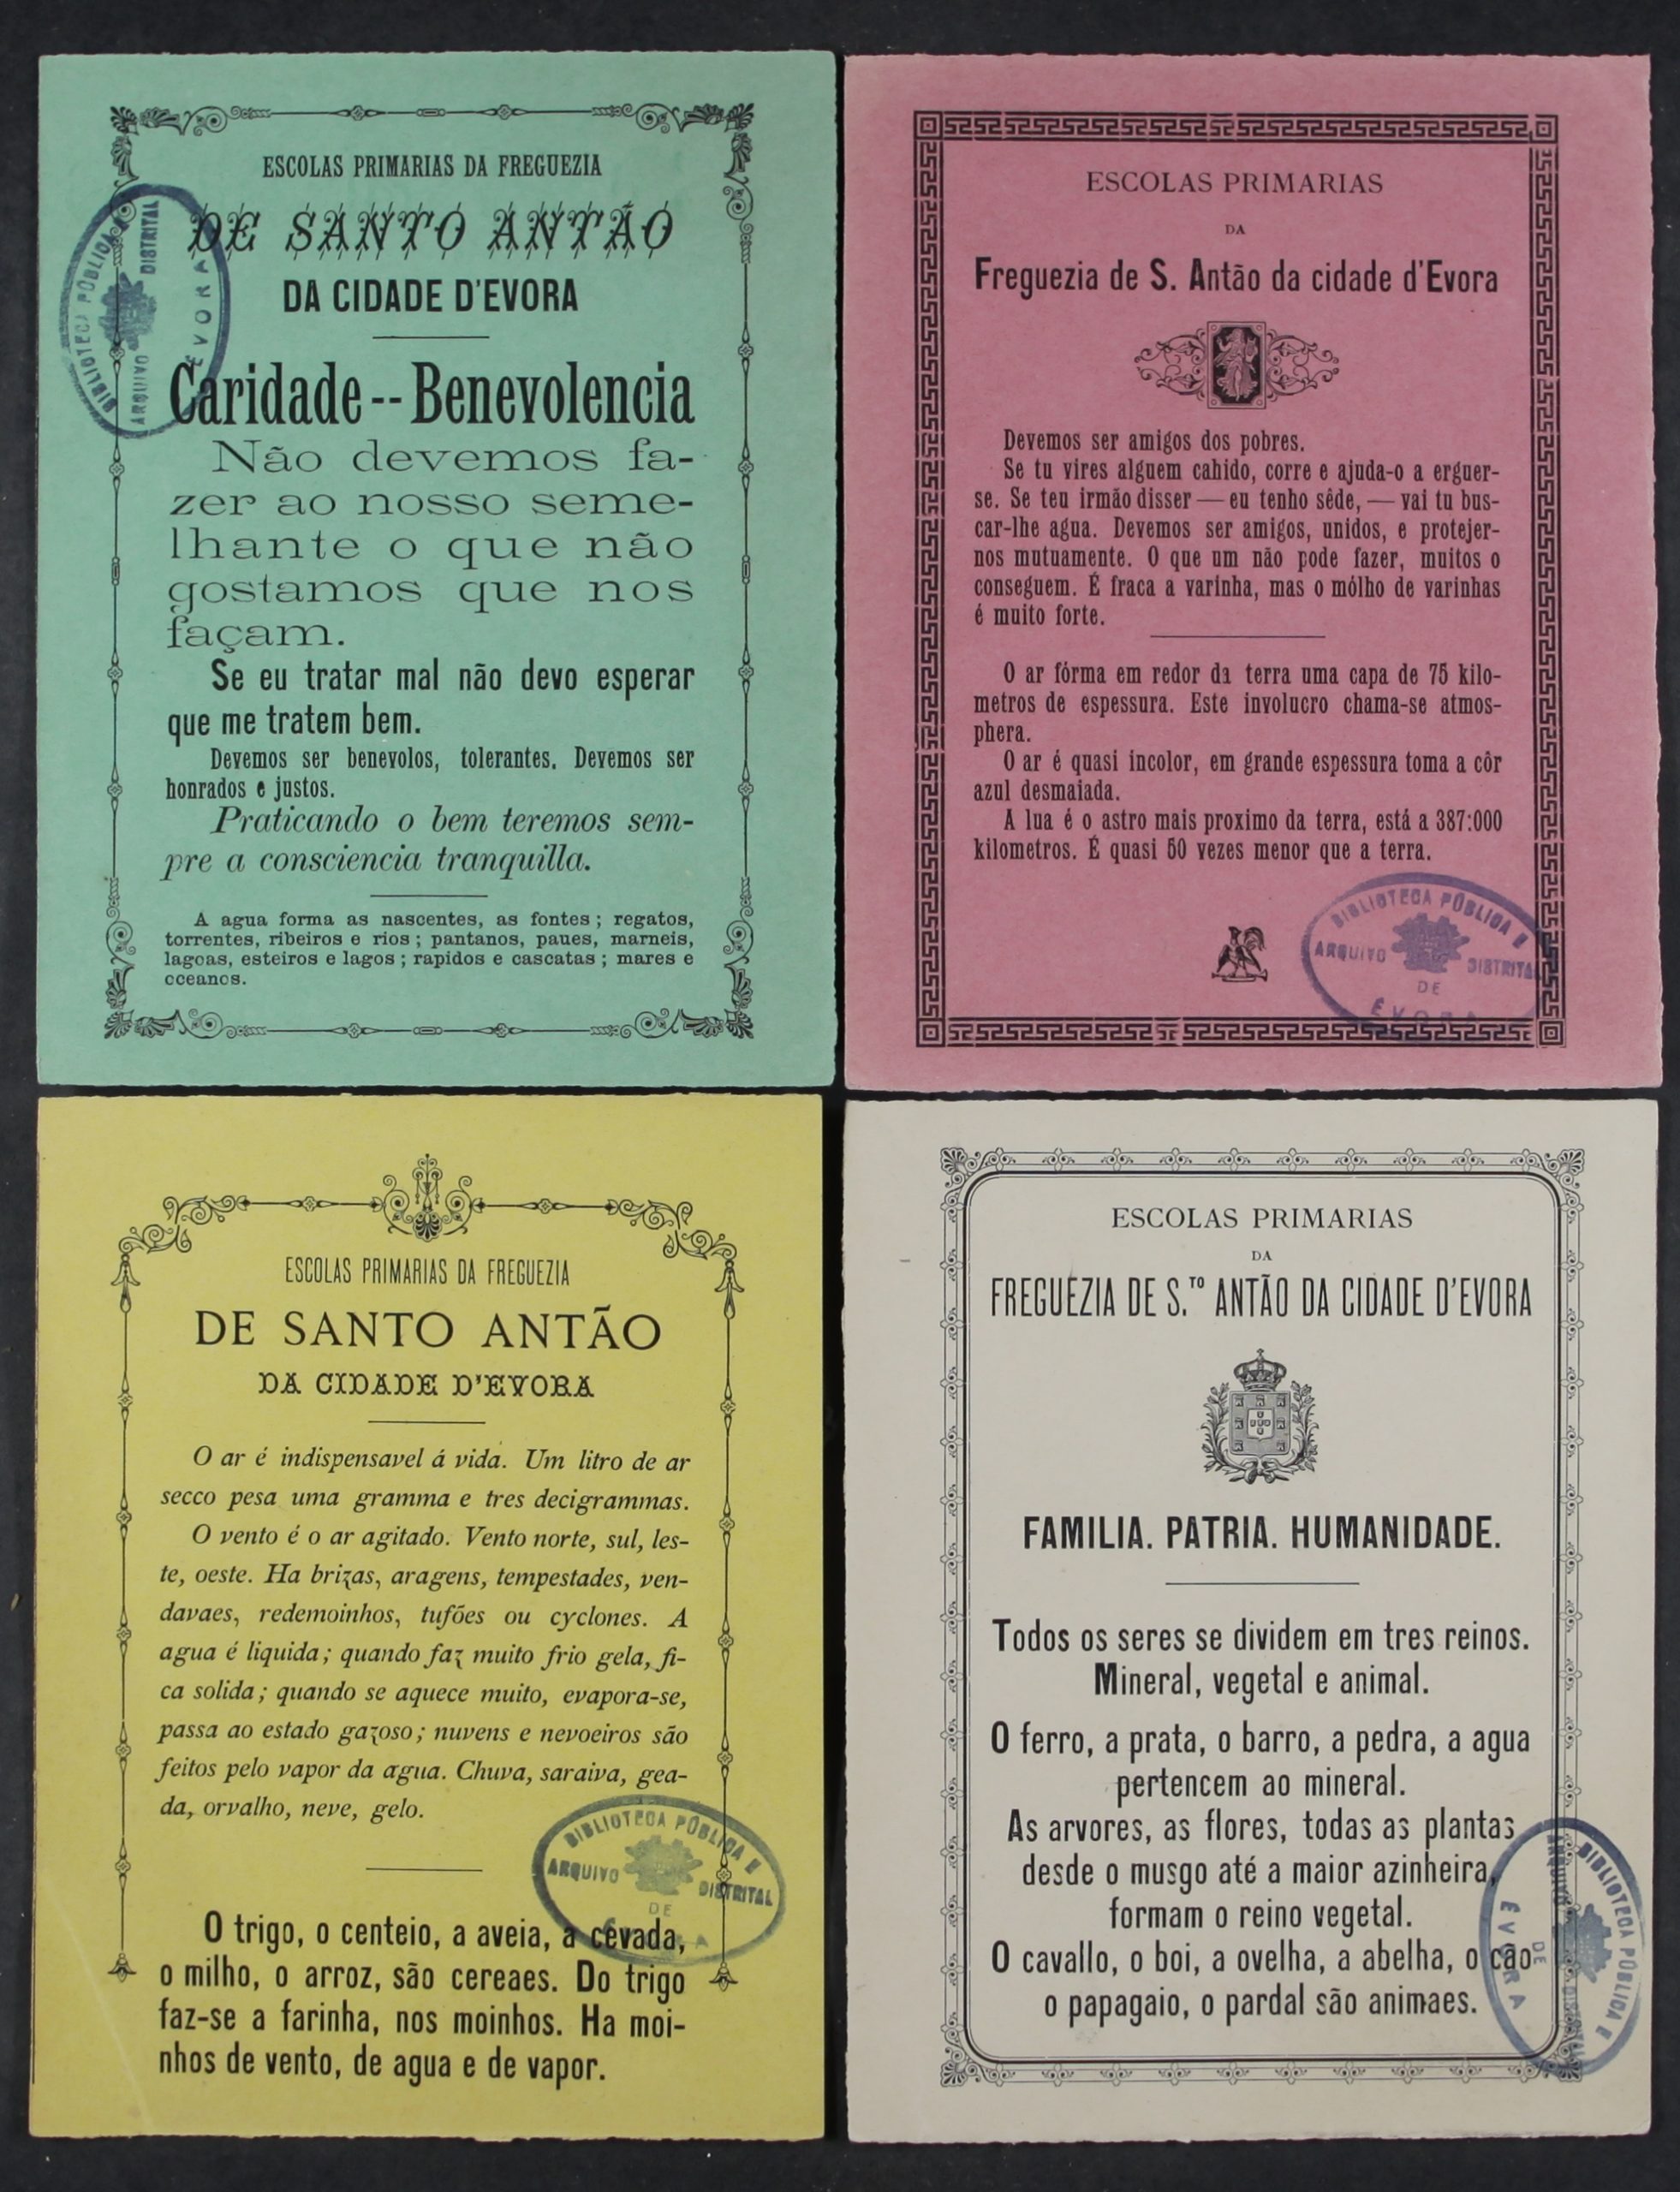 ESCOLAS PRIMARIAS DA FREGUEZIA
DE SANTO ANTÃO
DA CIDADE D'EVORA
Caridade -- Benevolencia
Não devemos fa-
zer ao nosso seme-
lhante o que não
gostamos que nos
façam.
Se eu tratar mal não devo esperar
que me tratem bem.
Devemos ser benevolos, tolerantes. Devemos ser
honrados e justos.
Praticando o bem teremos sem-
pre a consciencia tranquilla.
A agua forma as nascentes, as fontes ; regatos,
torrentes, ribeiros e rios ; pantanos, paues, marneis,
lagoas, esteiros e lagos ; rapidos e cascatas ; mares e
oceanos.
BIBLIOTECA PÚBLICA E
ARQUIVO DISTRITAL
ÉVORA
ESCOLAS PRIMARIAS
DA
Freguezia de S. Antão da cidade d'Evora
Devemos ser amigos dos pobres.
Se tu vires alguem cahido, corre e ajuda-o a erguer-
se. Se teu irmão disser — eu tenho sêde, — vai tu bus-
car-lhe agua. Devemos ser amigos, unidos, e protejer-
nos mutuamente. O que um não pode fazer, muitos o
conseguem. É fraca a varinha, mas o mólho de varinhas
é muito forte.
O ar fórma em redor da terra uma capa de 75 kilo-
metros de espessura. Este involucro chama-se atmos-
phera.
O ar é quasi incolor, em grande espessura toma a côr
azul desmaiada.
A lua é o astro mais proximo da terra, está a 387:000
kilometros. É quasi 50 vezes menor que a terra.
BIBLIOTECA PÚBLICA E
ARQUIVO DISTRITAL
DE
ÉVORA
ESCOLAS PRIMARIAS DA FREGUEZIA
DE SANTO ANTÃO
DA CIDADE D'EVORA
O ar é indispensavel á vida. Um litro de ar
secco pesa uma gramma e tres decigrammas.
O vento é o ar agitado. Vento norte, sul, les-
te, oeste. Ha brizas, aragens, tempestades, ven-
davaes, redemoinhos, tufões ou cyclones. A
agua é liquida ; quando faz muito frio gela, fi-
ca solida ; quando se aquece muito, evapora-se,
passa ao estado gazoso ; nuvens e nevoeiros são
feitos pelo vapor da agua. Chuva, saraiva, gea-
da, orvalho, neve, gelo.
O trigo, o centeio, a aveia, a cevada,
o milho, o arroz, são cereaes. Do trigo
faz-se a farinha, nos moinhos. Ha moi-
nhos de vento, de agua e de vapor.
BIBLIOTECA PÚBLICA E
ARQUIVO DISTRITAL
DE
ÉVORA
ESCOLAS PRIMARIAS
DA
FREGUEZIA DE S.TO ANTÃO DA CIDADE D'EVORA
FAMILIA. PATRIA. HUMANIDADE.
Todos os seres se dividem em tres reinos.
Mineral, vegetal e animal.
O ferro, a prata, o barro, a pedra, a agua
pertencem ao mineral.
As arvores, as flores, todas as plantas
desde o musgo até a maior azinheira,
formam o reino vegetal.
O cavallo, o boi, a ovelha, a abelha, o cão
o papagaio, o pardal são animaes.
BIBLIOTECA PÚBLICA E
ARQUIVO DISTRITAL
DE
ÉVORA